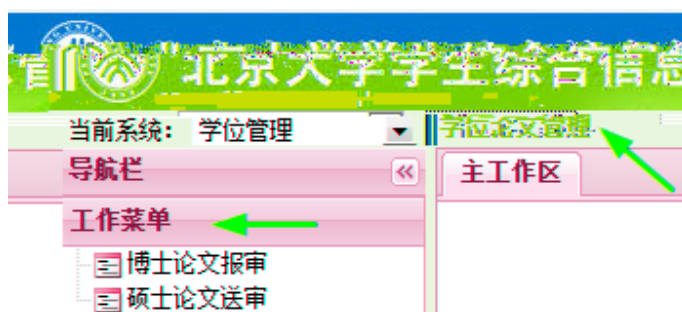 北京大学学生综合信息
当前系统： 学位管理 学位论文管理
导航栏 主工作区
工作菜单
博士论文报审
硕士论文送审